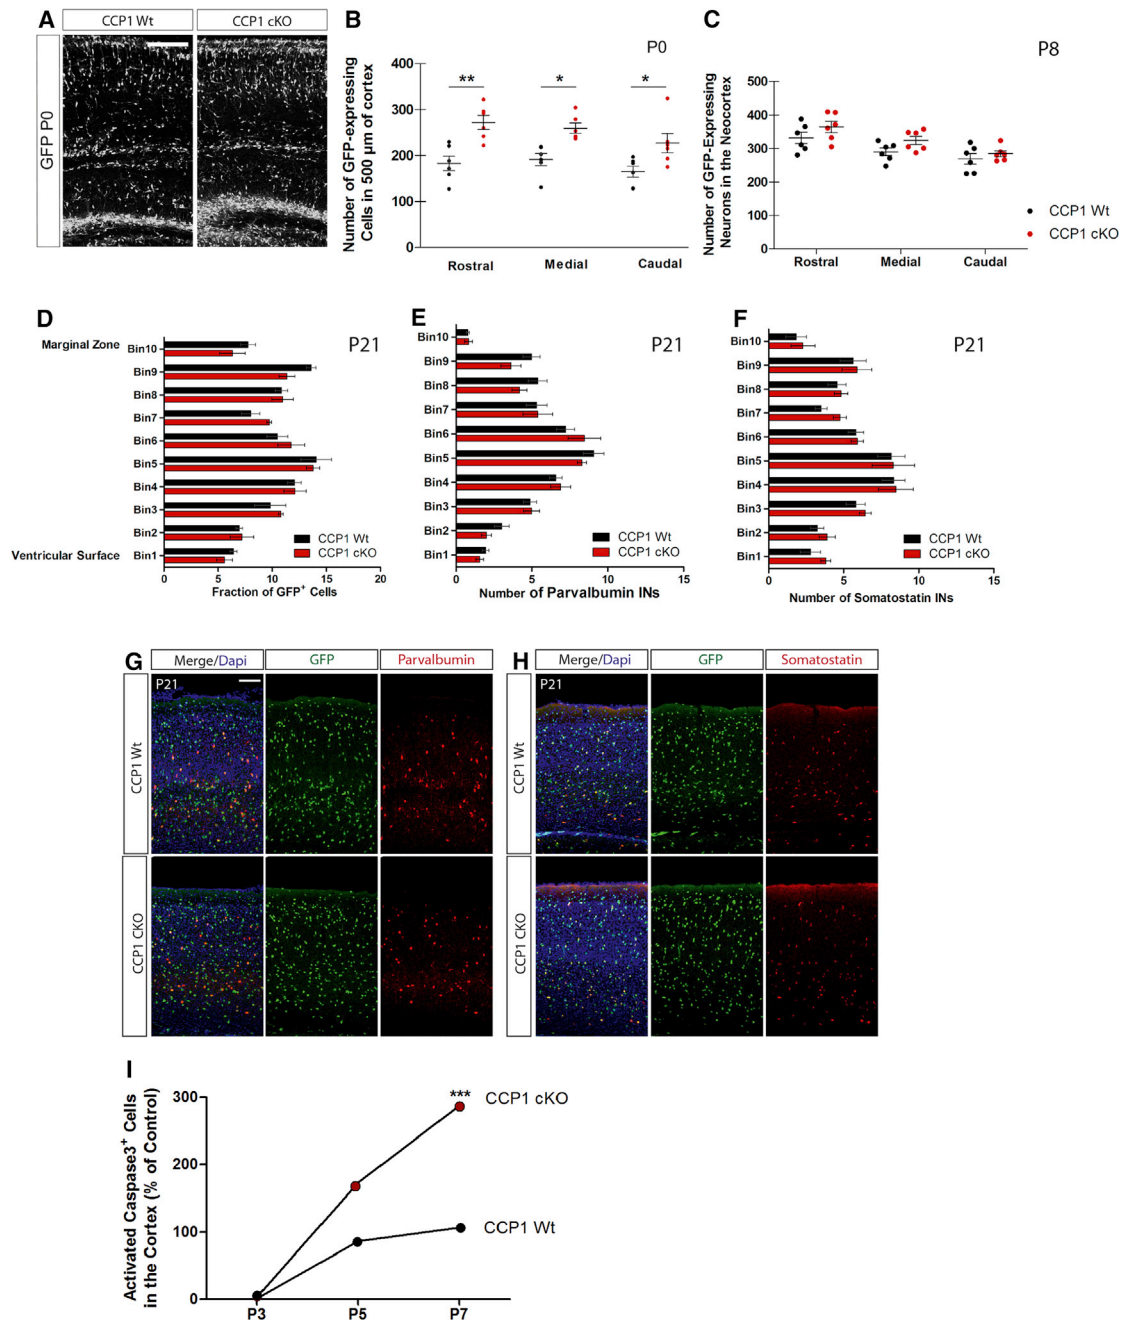 A
CCP1 Wt
CCP1 cKO
GFP P0
B
P0
Number of GFP-expressing
Cells in 500 µm of cortex
400
300
200
100
0
**
*
*
Rostral
Medial
Caudal
C
P8
Number of GFP-Expressing
Neurons in the Neocortex
500
400
300
200
100
0
Rostral
Medial
Caudal
CCP1 Wt
CCP1 cKO
D
P21
Marginal Zone
Bin10
Bin9
Bin8
Bin7
Bin6
Bin5
Bin4
Bin3
Bin2
Ventricular Surface
Bin1
CCP1 Wt
CCP1 cKO
0 5 10 15 20
Fraction of GFP+ Cells
E
P21
Bin10
Bin9
Bin8
Bin7
Bin6
Bin5
Bin4
Bin3
Bin2
Bin1
CCP1 Wt
CCP1 cKO
0 5 10 15
Number of Parvalbumin INs
F
P21
Bin10
Bin9
Bin8
Bin7
Bin6
Bin5
Bin4
Bin3
Bin2
Bin1
CCP1 Wt
CCP1 cKO
0 5 10 15
Number of Somatostatin INs
G
Merge/Dapi
GFP
Parvalbumin
P21
CCP1 Wt
CCP1 CKO
H
Merge/Dapi
GFP
Somatostatin
P21
CCP1 Wt
CCP1 CKO
I
Activated Caspase3+ Cells
in the Cortex (% of Control)
300
200
100
0
***
CCP1 cKO
CCP1 Wt
P3
P5
P7